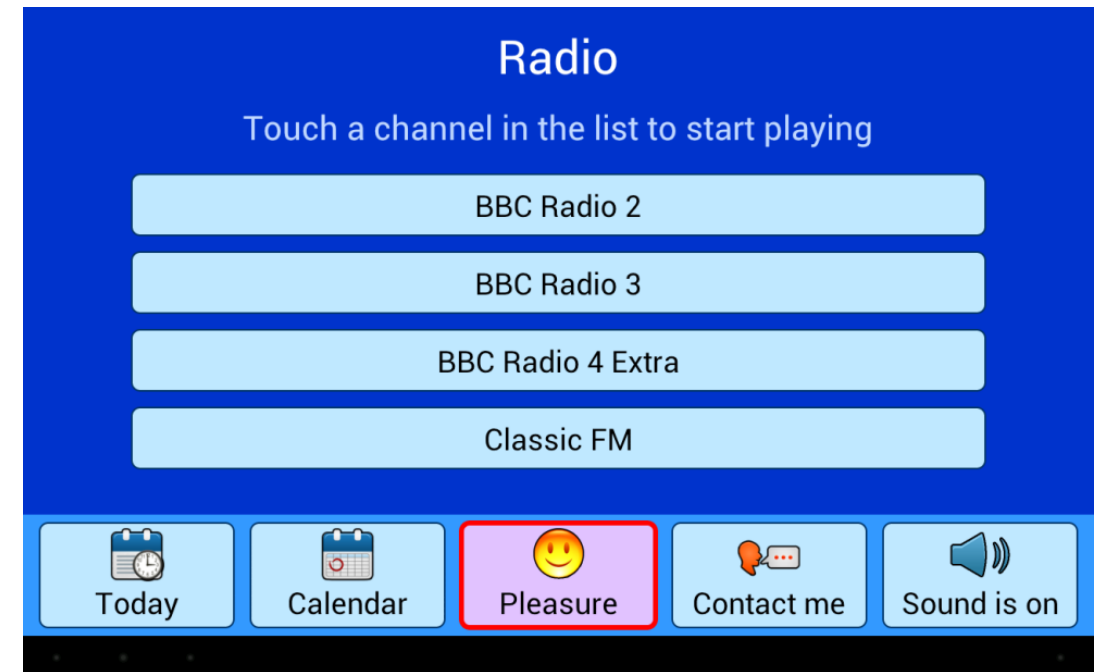 Radio
Touch a channel in the list to start playing
BBC Radio 2
BBC Radio 3
BBC Radio 4 Extra
Classic FM
Today
Calendar
Pleasure
Contact me
Sound is on